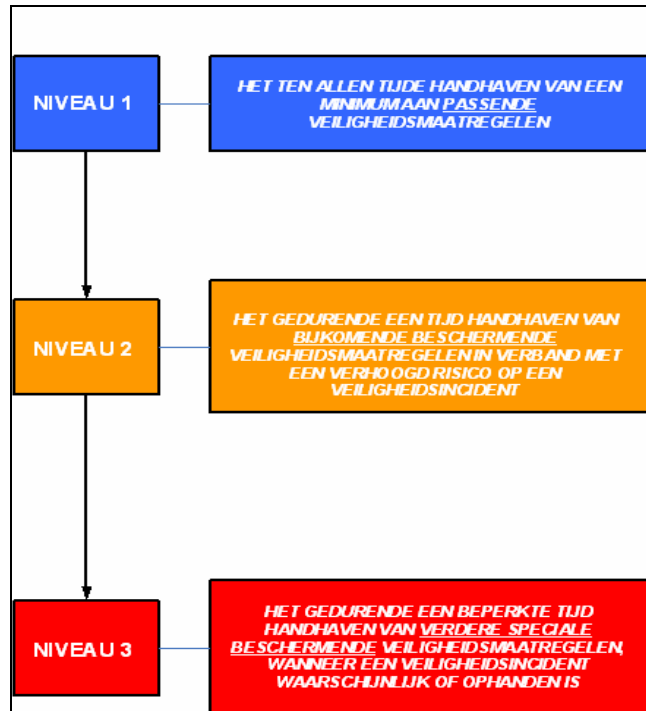 NIVEAU 1
HET TEN ALLEN TIJDE HANDHAVEN VAN EEN
MINIMUM AAN PASSENDE
VEILIGHEIDSMAATREGELEN
NIVEAU 2
HET GEDURENDE EEN TIJD HANDHAVEN VAN
BIJKOMENDE BESCHERMENDE
VEILIGHEIDSMAATREGELEN IN VERBAND MET
EEN VERHOOGD RISICO OP EEN
VEILIGHEIDSINCIDENT
NIVEAU 3
HET GEDURENDE EEN BEPERKTE TIJD
HANDHAVEN VAN VERDERE SPECIALE
BESCHERMENDE VEILIGHEIDSMAATREGELEN,
WANNEER EEN VEILIGHEIDSINCIDENT
WAARSCHIJNLIJK OF OPHANDEN IS